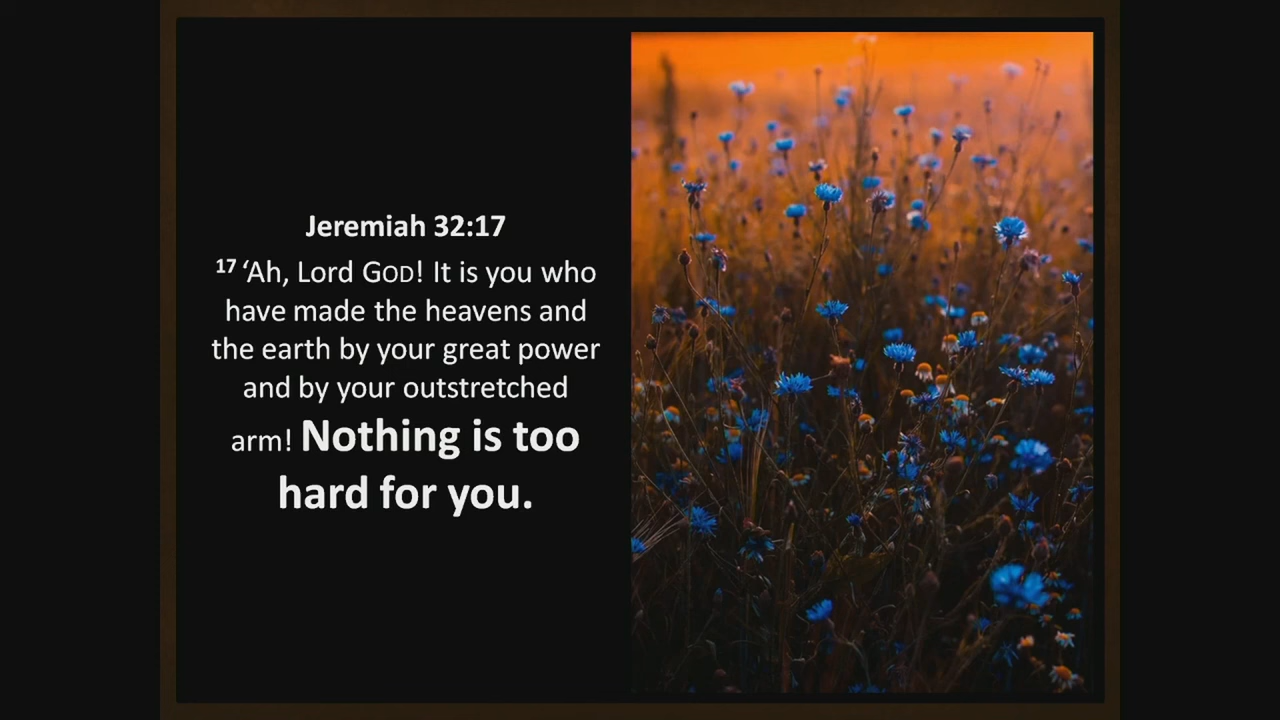 Jeremiah 32:17
17 ‘Ah, Lord GOD! It is you who
have made the heavens and
the earth by your great power
and by your outstretched
arm! Nothing is too
hard for you.